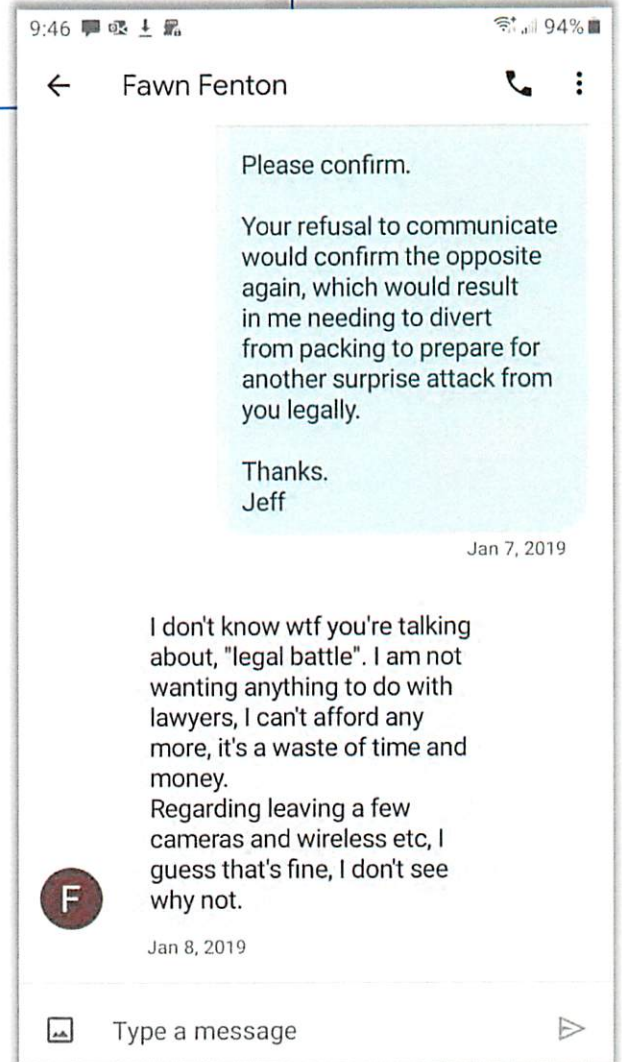 9:46 94%
Fawn Fenton
Please confirm.
Your refusal to communicate
would confirm the opposite
again, which would result
in me needing to divert
from packing to prepare for
another surprise attack from
you legally.
Thanks.
Jeff
Jan 7, 2019
I don't know wtf you're talking
about, "legal battle". I am not
wanting anything to do with
lawyers, I can't afford any
more, it's a waste of time and
money.
Regarding leaving a few
cameras and wireless etc, I
guess that's fine, I don't see
why not.
F
Jan 8, 2019
Type a message